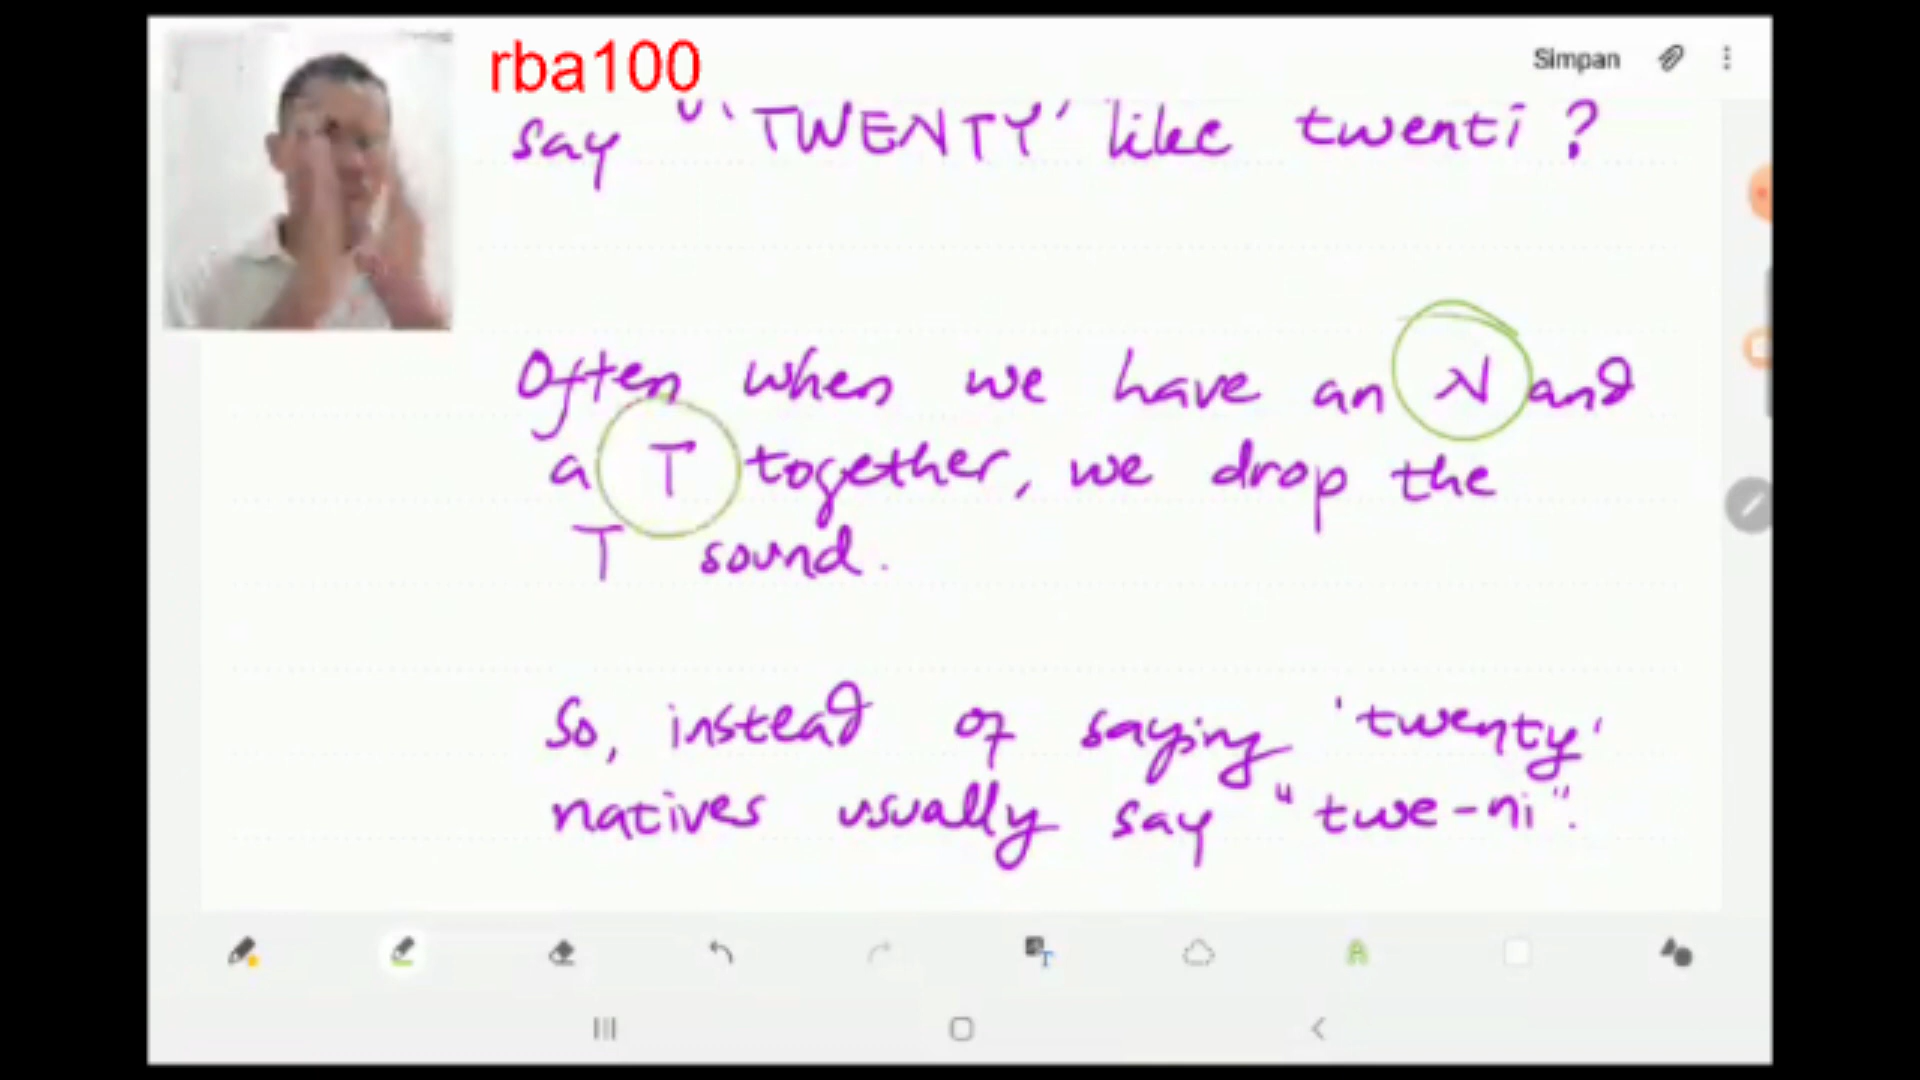 rba100
Simpan
say "'TWENTY' like twenti ?
Often when we have an N and
a T together, we drop the
T sound.
So, instead of saying 'twenty'
natives usually say "twe-ni".